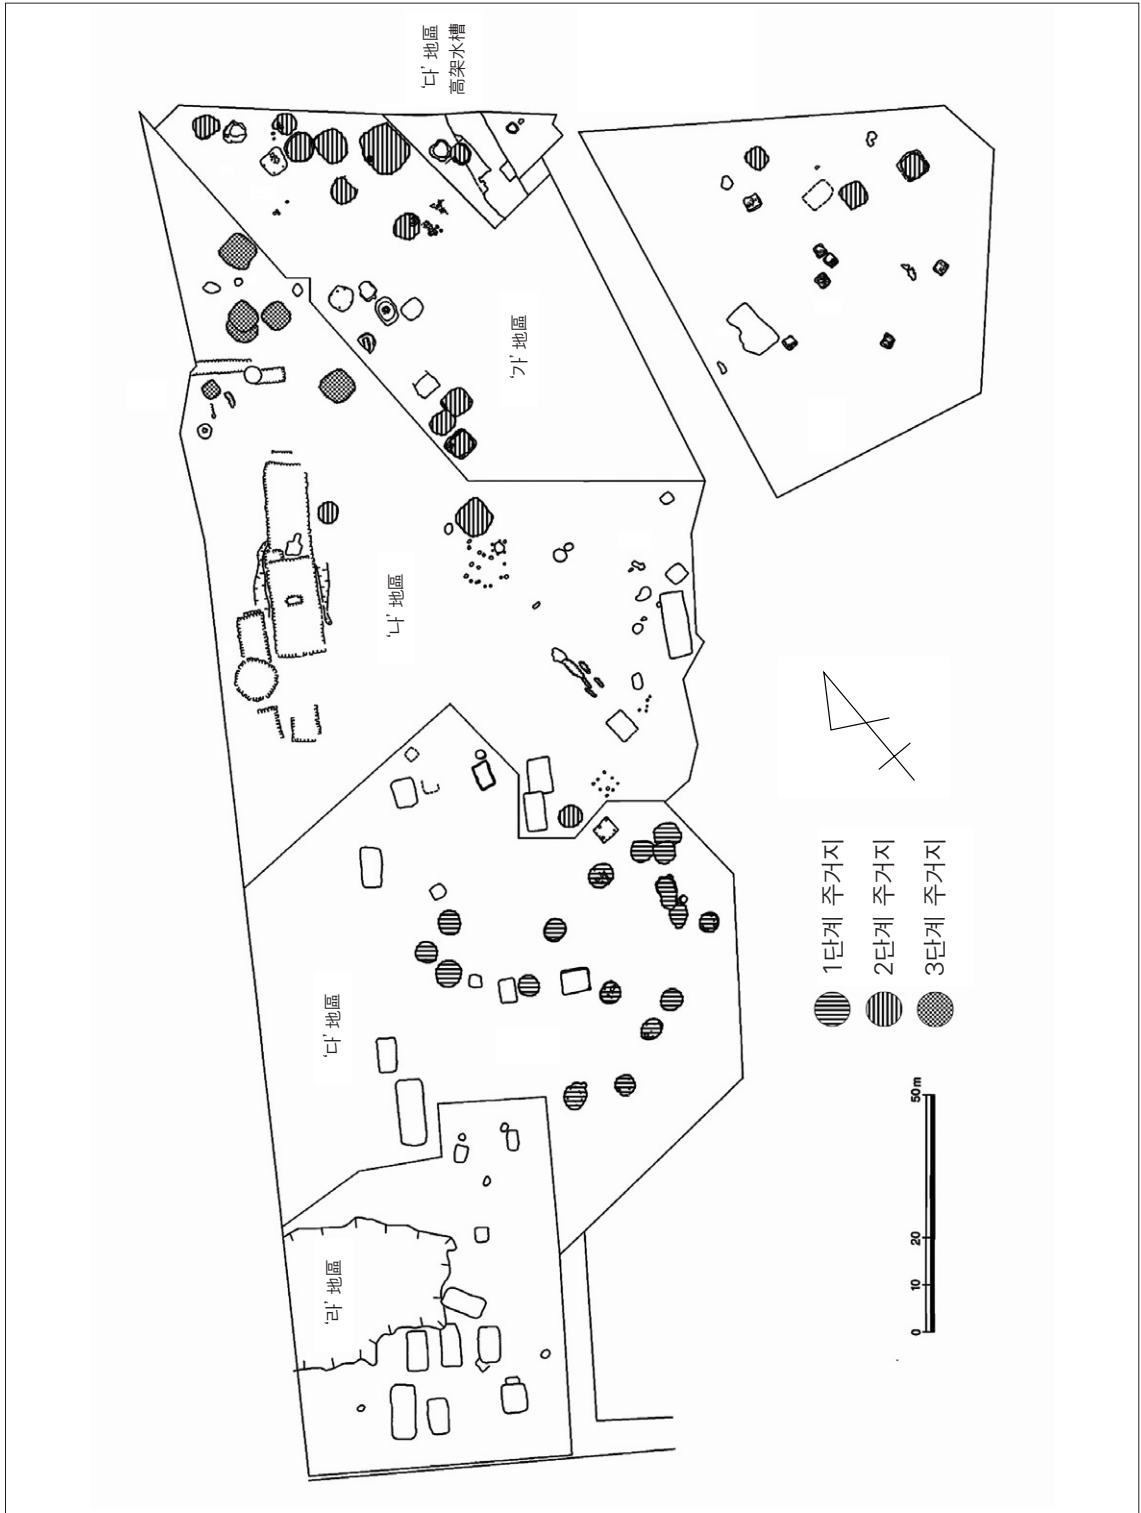 '다' 地區
高架水槽
'가' 地區
'나' 地區
'다' 地區
'라' 地區
1단계 주거지
2단계 주거지
3단계 주거지
0 10 20 50m